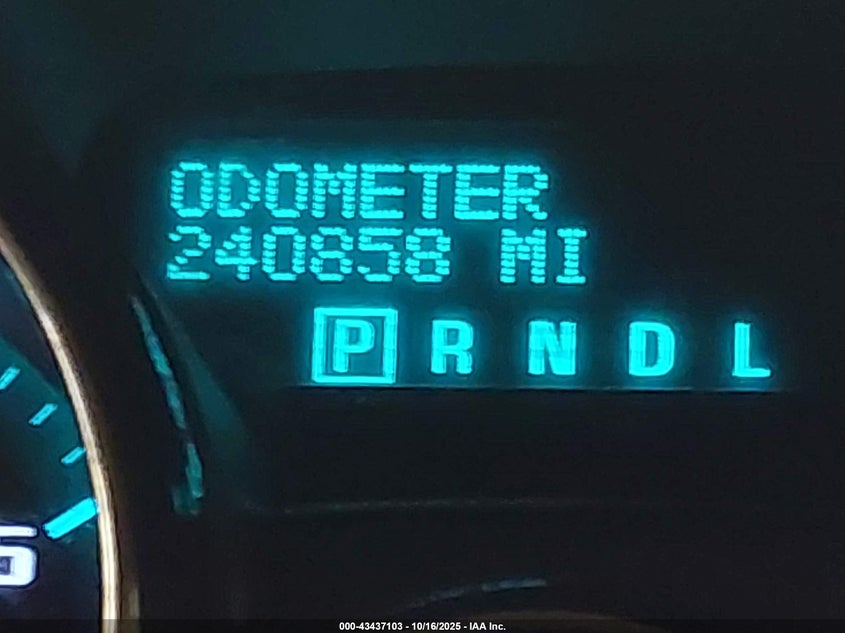 ODOMETER
240858 MI
P R N D L
000-43437103 - 10/16/2025 - IAA Inc.